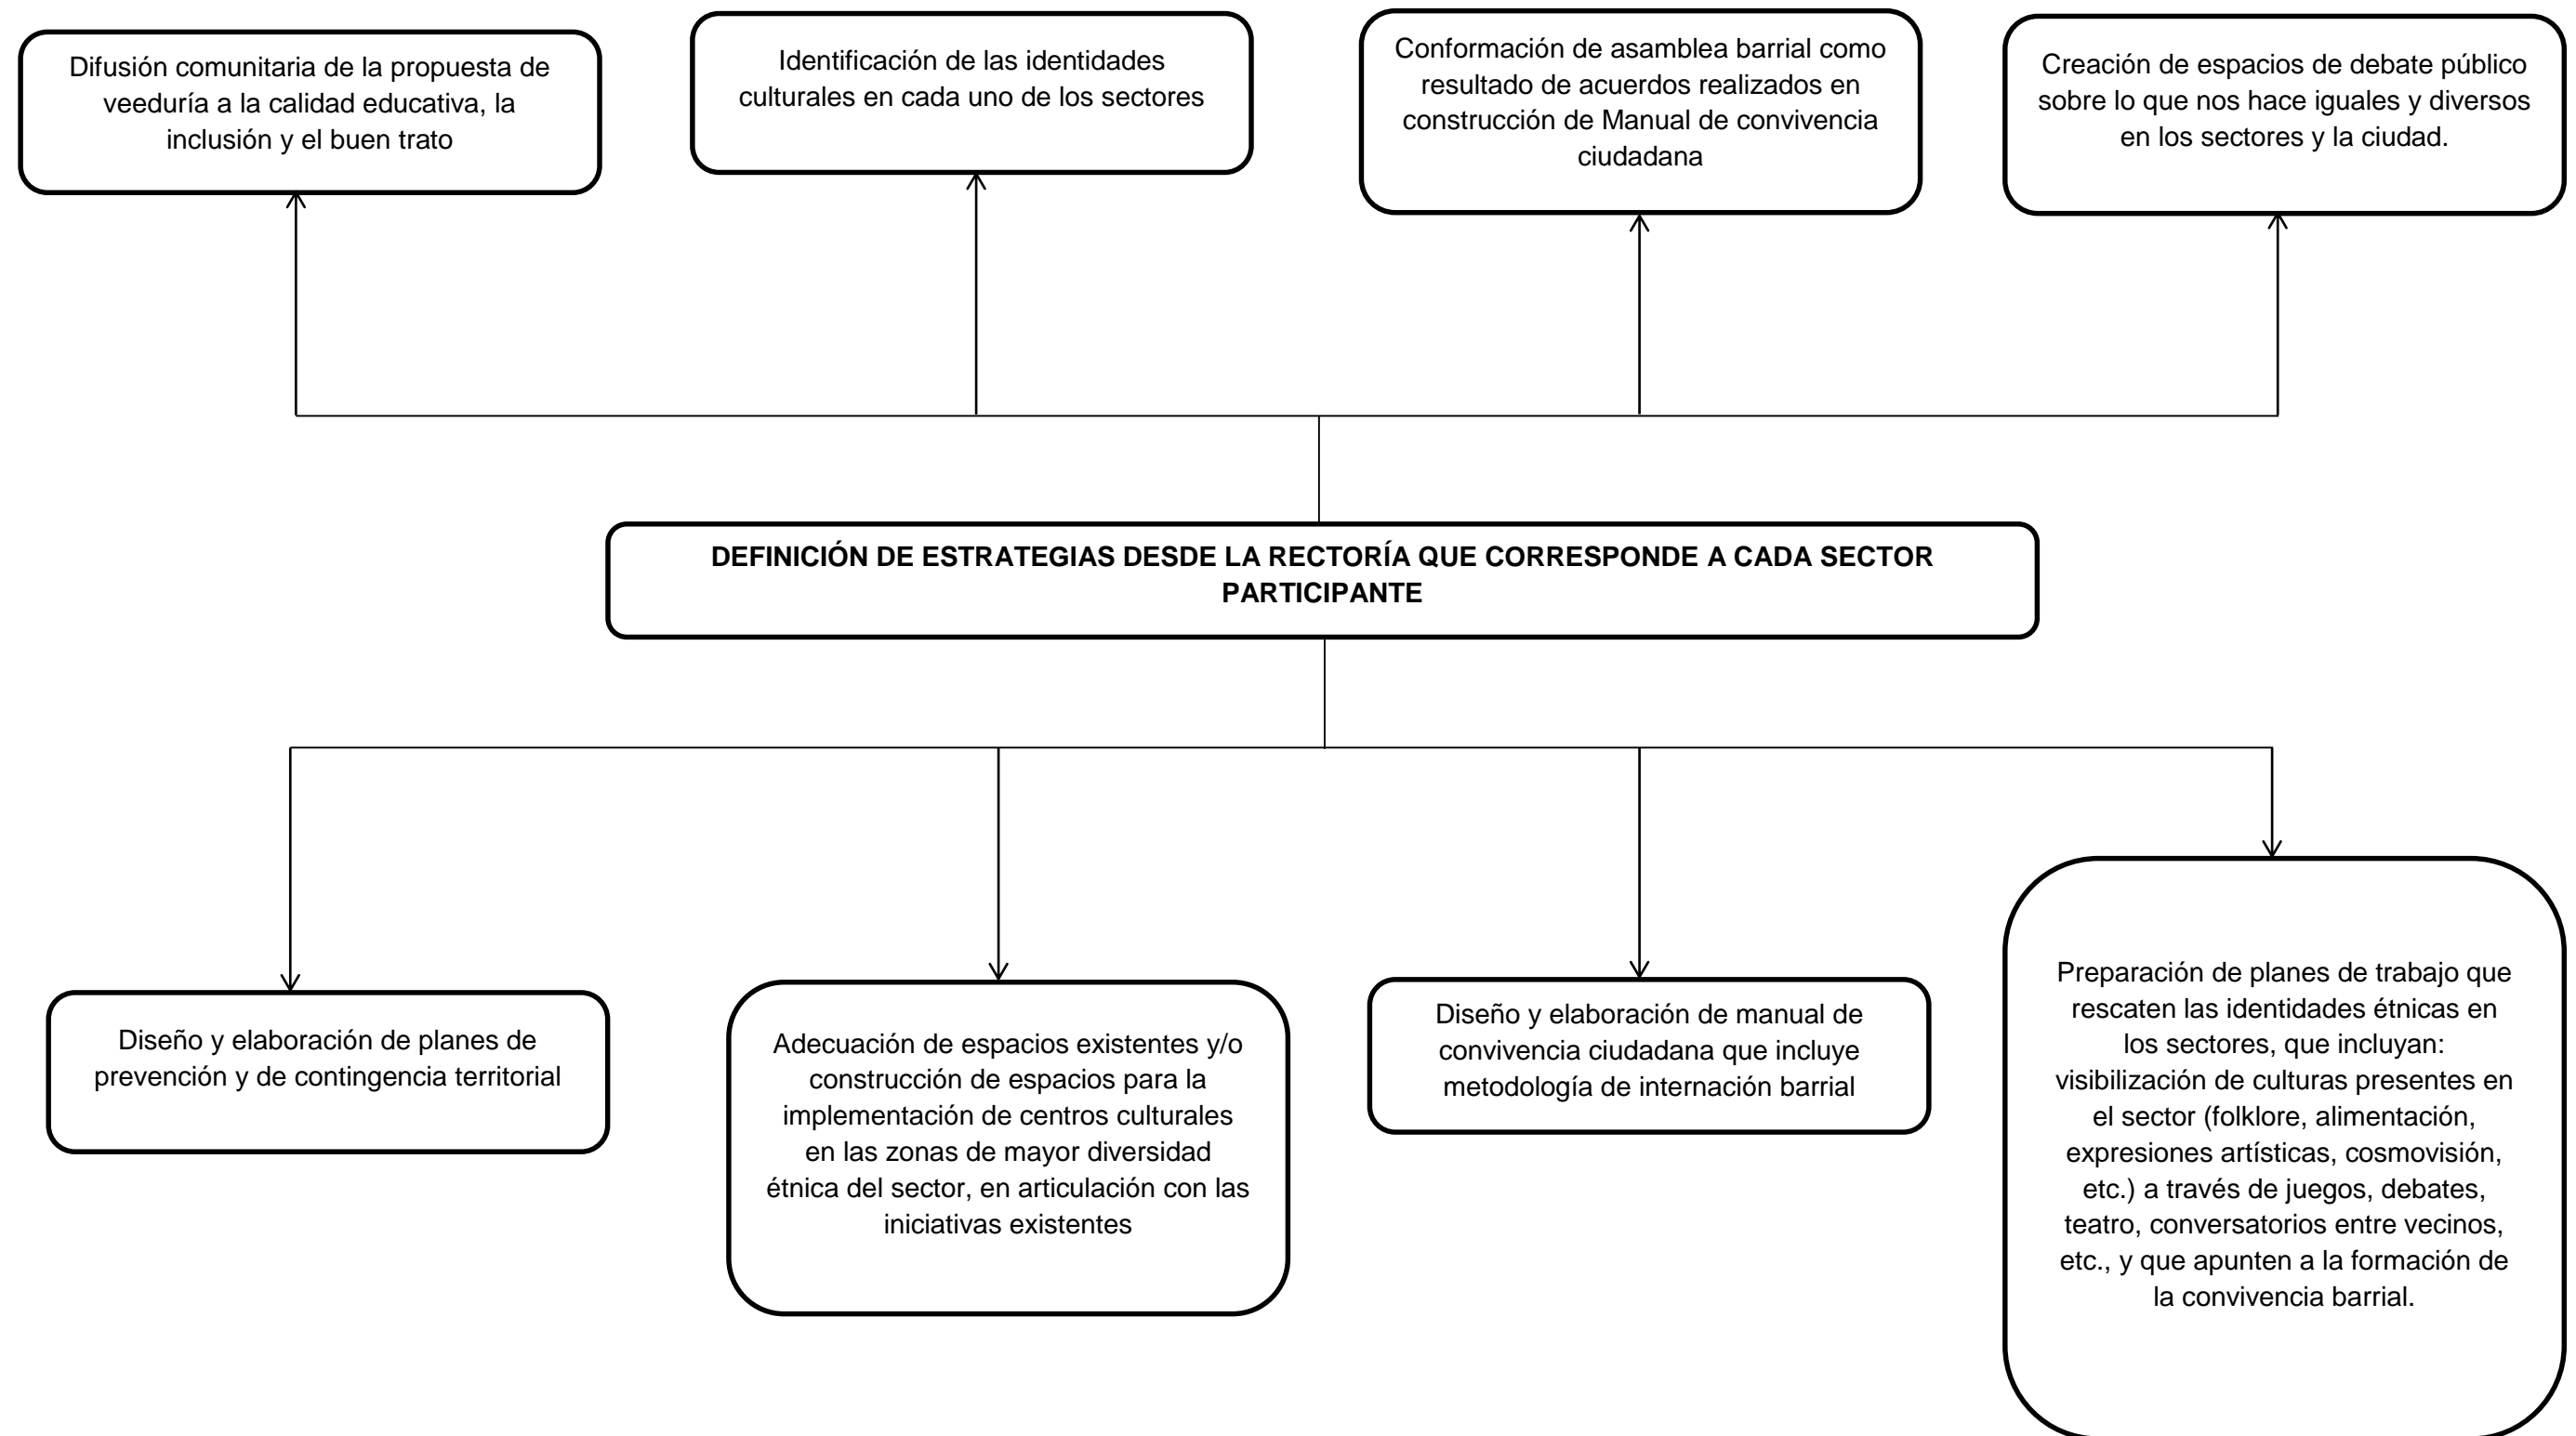 Difusión comunitaria de la propuesta de
veeduría a la calidad educativa, la
inclusión y el buen trato
Identificación de las identidades
culturales en cada uno de los sectores
Conformación de asamblea barrial como
resultado de acuerdos realizados en
construcción de Manual de convivencia
ciudadana
Creación de espacios de debate público
sobre lo que nos hace iguales y diversos
en los sectores y la ciudad.
DEFINICIÓN DE ESTRATEGIAS DESDE LA RECTORÍA QUE CORRESPONDE A CADA SECTOR
PARTICIPANTE
Diseño y elaboración de planes de
prevención y de contingencia territorial
Adecuación de espacios existentes y/o
construcción de espacios para la
implementación de centros culturales
en las zonas de mayor diversidad
étnica del sector, en articulación con las
iniciativas existentes
Diseño y elaboración de manual de
convivencia ciudadana que incluye
metodología de internación barrial
Preparación de planes de trabajo que
rescaten las identidades étnicas en
los sectores, que incluyan:
visibilización de culturas presentes en
el sector (folklore, alimentación,
expresiones artísticas, cosmovisión,
etc.) a través de juegos, debates,
teatro, conversatorios entre vecinos,
etc., y que apunten a la formación de
la convivencia barrial.